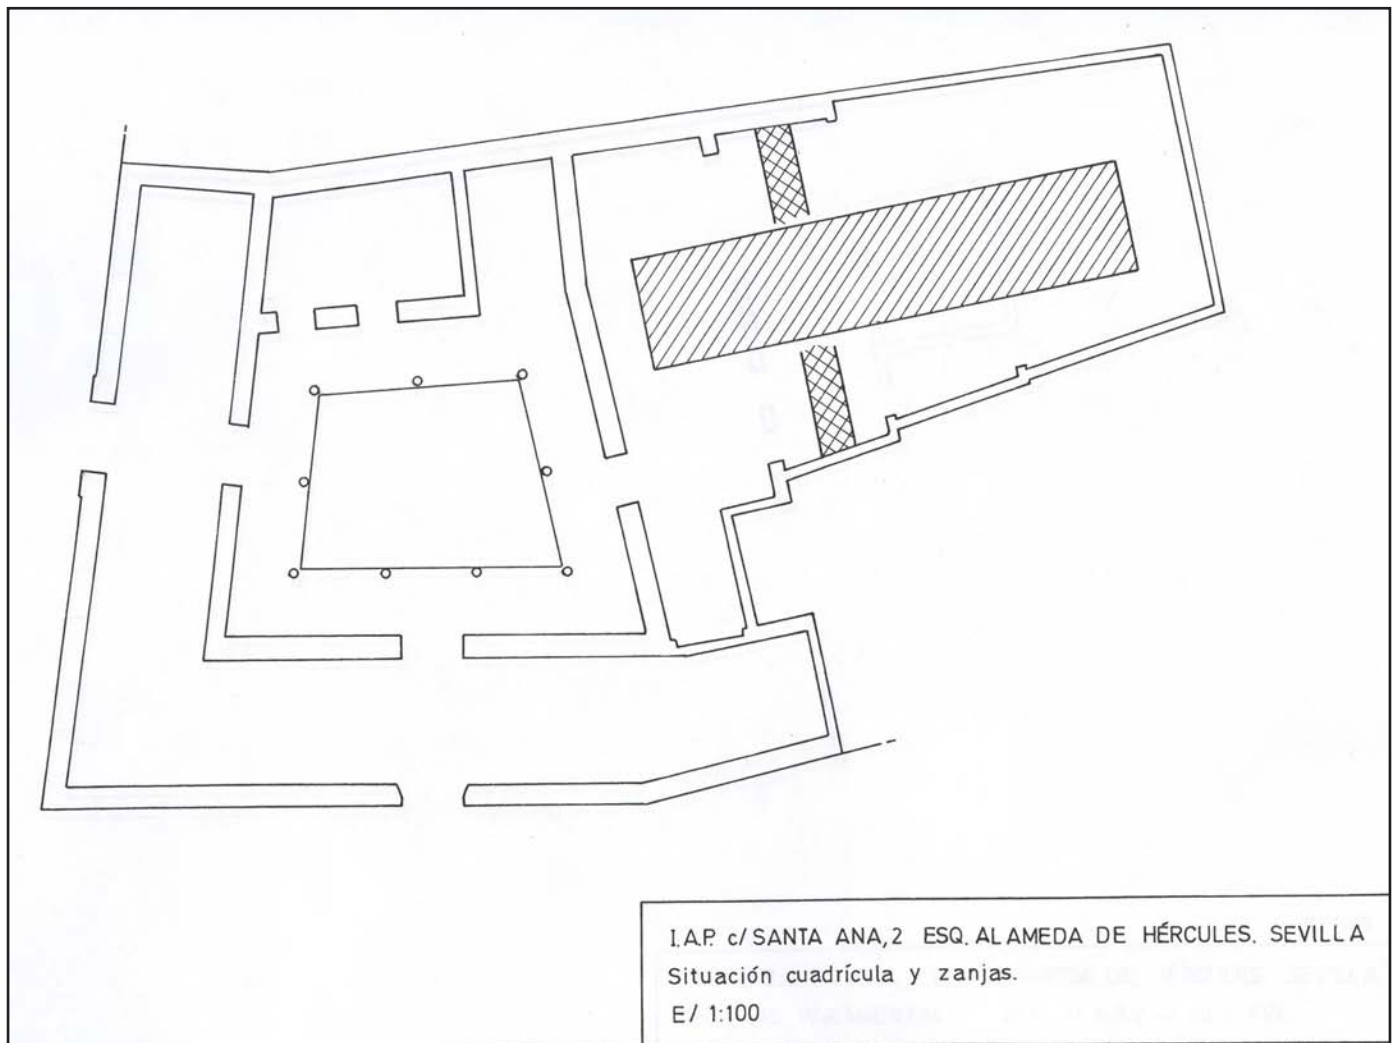 I.A.P. c/ SANTA ANA, 2 ESQ. ALAMEDA DE HÉRCULES. SEVILLA
Situación cuadrícula y zanjas.
E/ 1:100